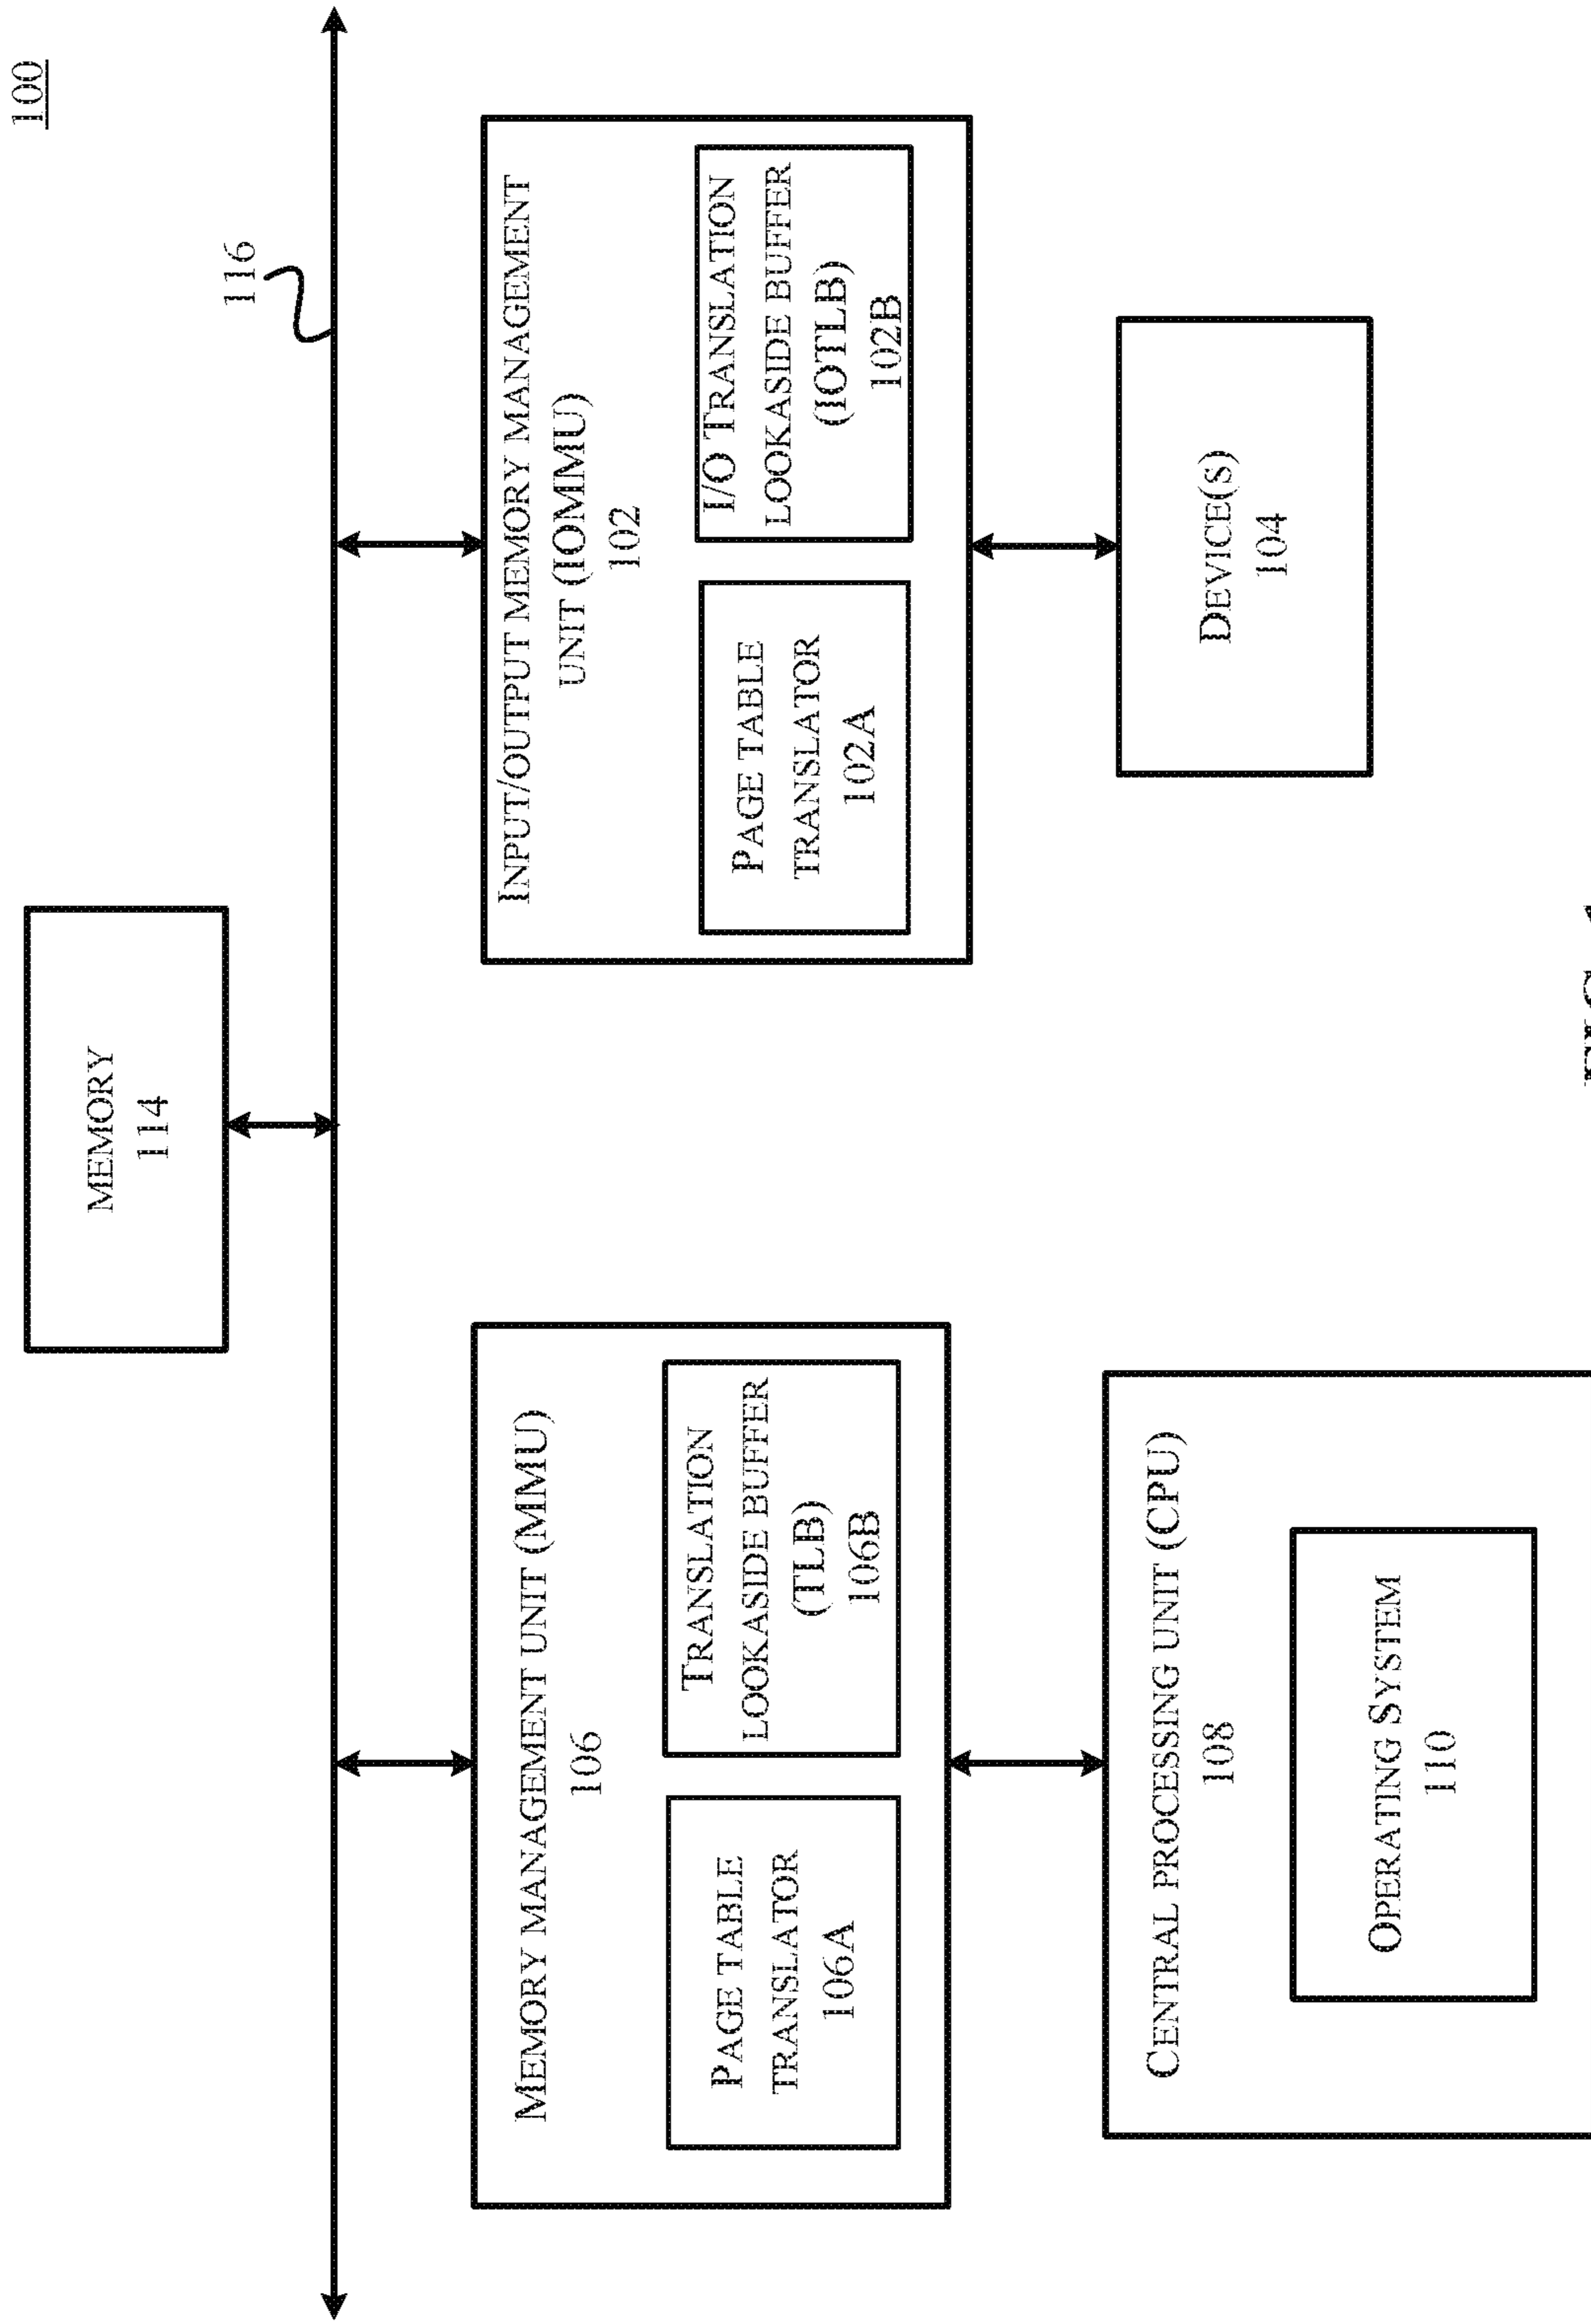 100
MEMORY
114
116
MEMORY MANAGEMENT UNIT (MMU)
106
PAGE TABLE
TRANSLATOR
106A
TRANSLATION
LOOKASIDE BUFFER
(TLB)
106B
INPUT/OUTPUT MEMORY MANAGEMENT
UNIT (IOMMU)
102
PAGE TABLE
TRANSLATOR
102A
I/O TRANSLATION
LOOKASIDE BUFFER
(IOTLB)
102B
CENTRAL PROCESSING UNIT (CPU)
108
OPERATING SYSTEM
110
DEVICE(S)
104